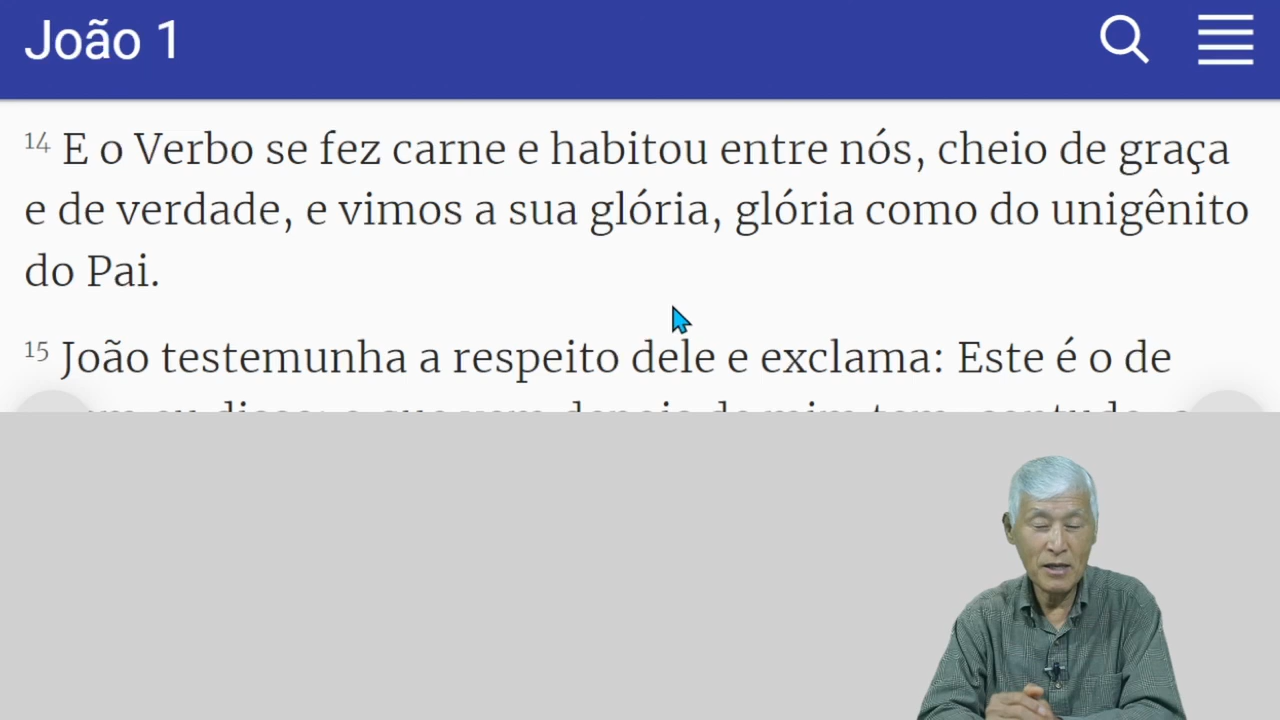 João 1
14 E o Verbo se fez carne e habitou entre nós, cheio de graça
e de verdade, e vimos a sua glória, glória como do unigênito
do Pai.
15 João testemunha a respeito dele e exclama: Este é o de